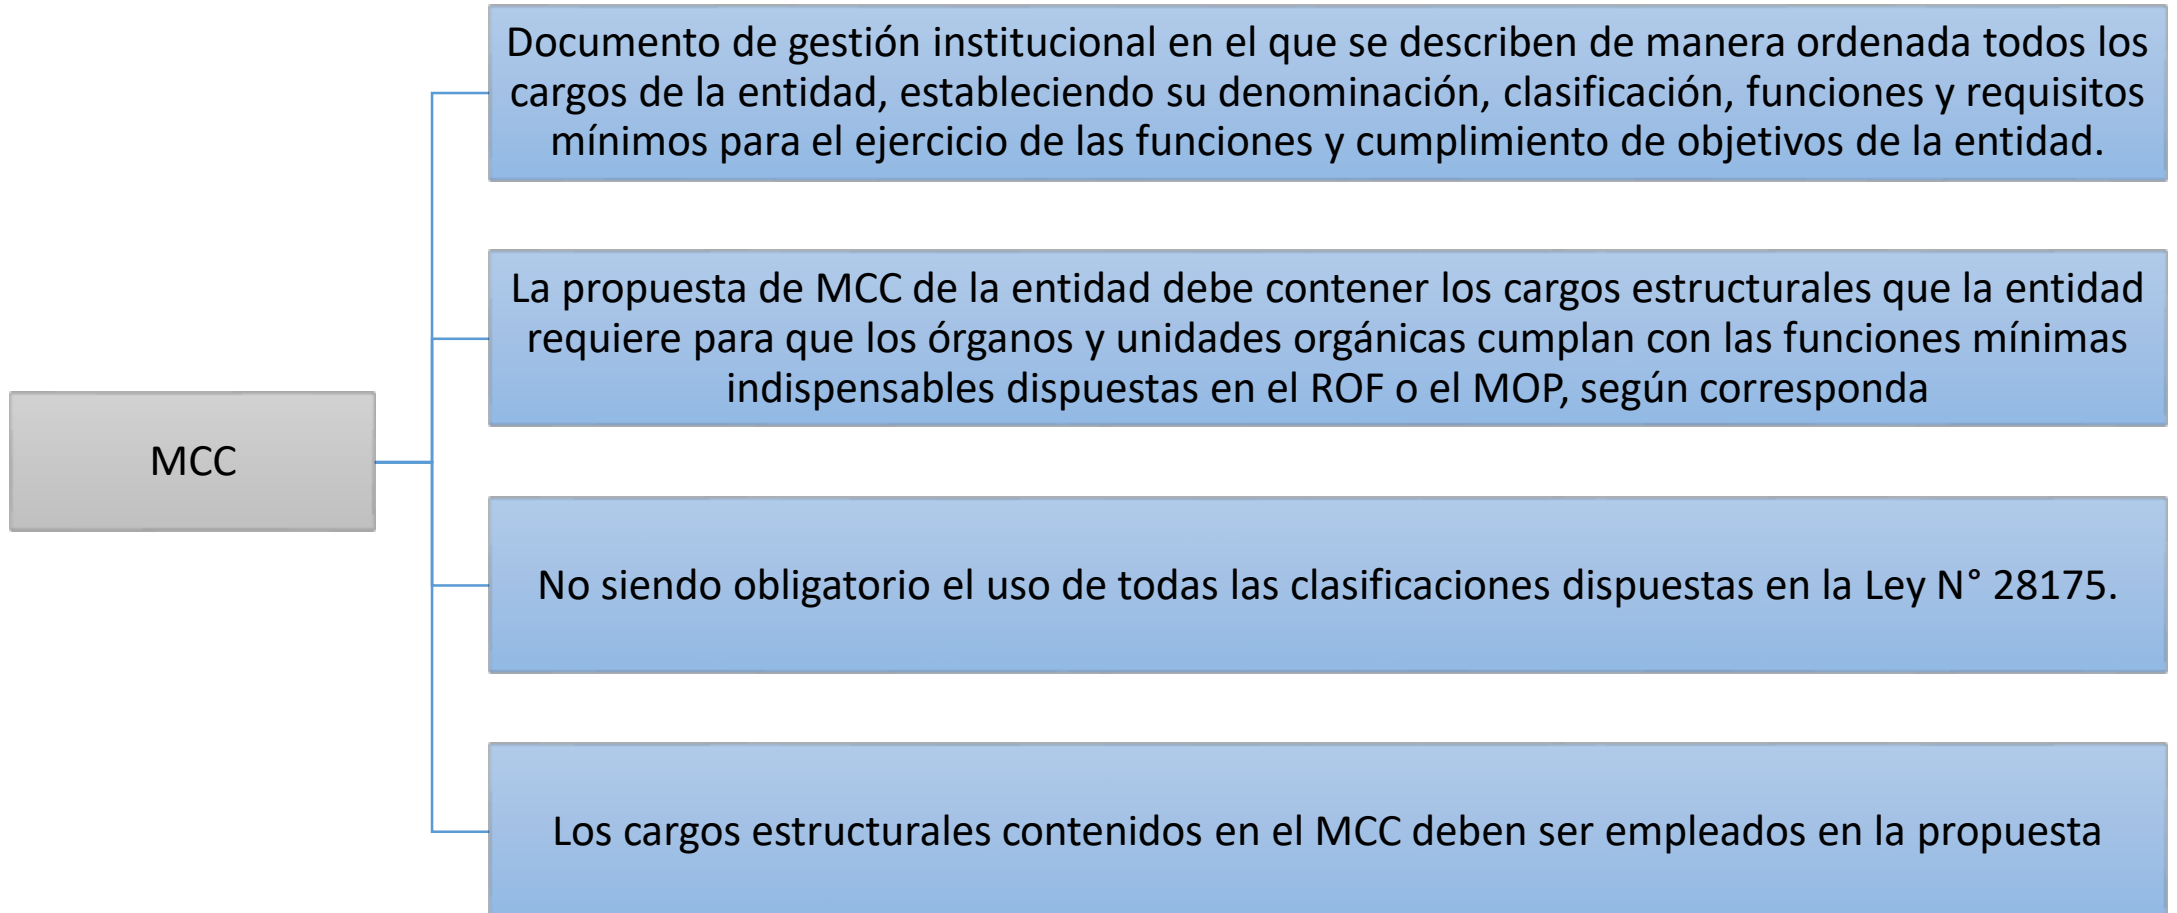 Documento de gestión institucional en el que se describen de manera ordenada todos los
cargos de la entidad, estableciendo su denominación, clasificación, funciones y requisitos
mínimos para el ejercicio de las funciones y cumplimiento de objetivos de la entidad.
La propuesta de MCC de la entidad debe contener los cargos estructurales que la entidad
requiere para que los órganos y unidades orgánicas cumplan con las funciones mínimas
indispensables dispuestas en el ROF o el MOP, según corresponda
MCC
No siendo obligatorio el uso de todas las clasificaciones dispuestas en la Ley N° 28175.
Los cargos estructurales contenidos en el MCC deben ser empleados en la propuesta